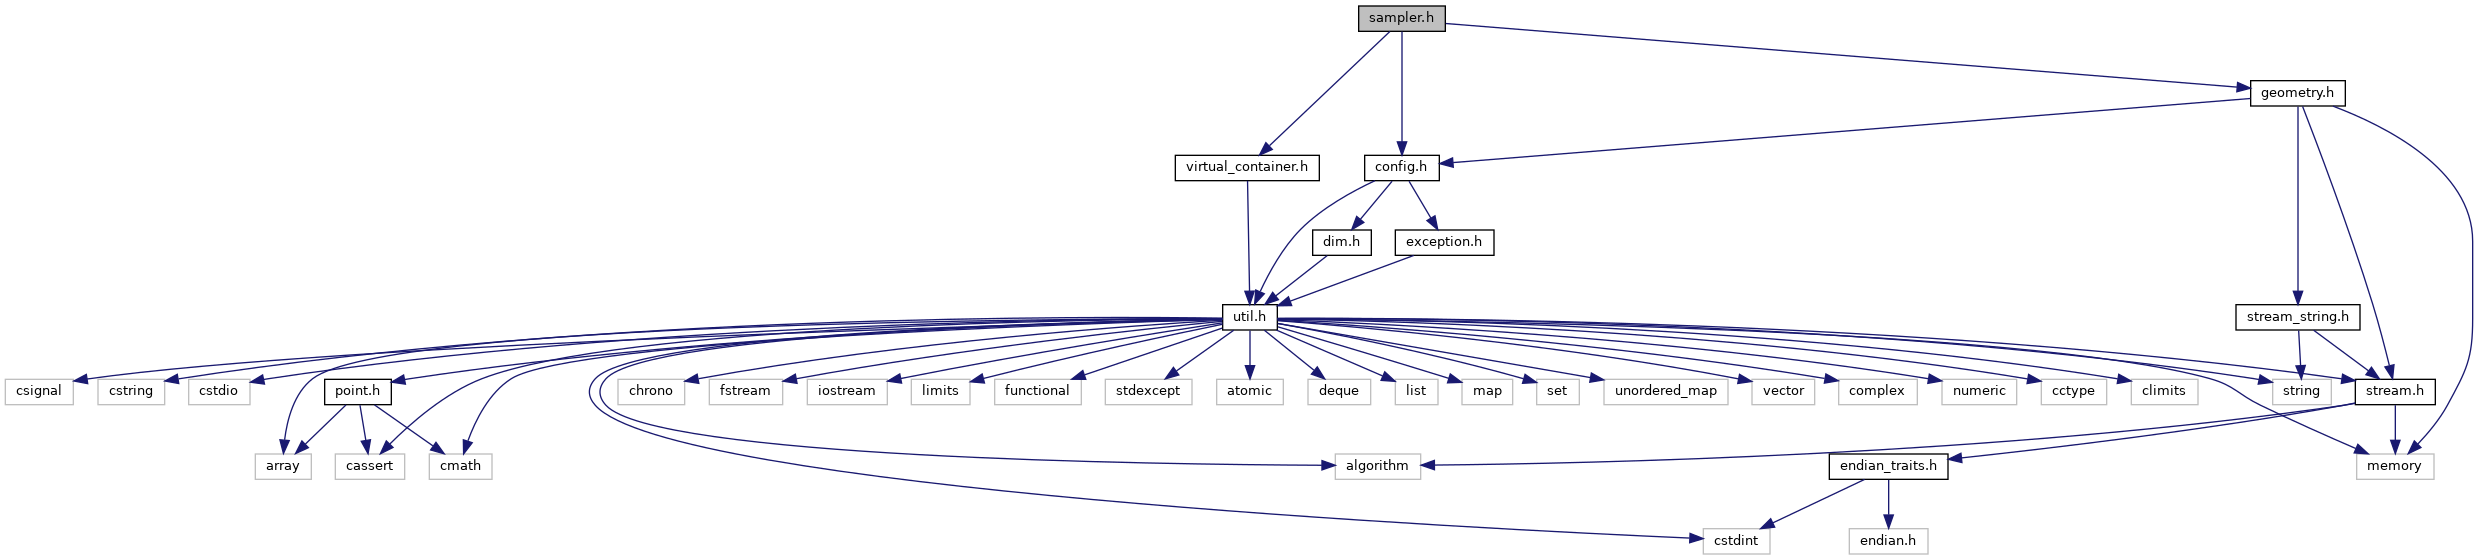 sampler.h
geometry.h
virtual_container.h
config.h
dim.h
exception.h
util.h
stream_string.h
csignal
cstring
cstdio
point.h
chrono
fstream
iostream
limits
functional
stdexcept
atomic
deque
list
map
set
unordered_map
vector
complex
numeric
cctype
climits
string
stream.h
array
cassert
cmath
algorithm
endian_traits.h
memory
cstdint
endian.h